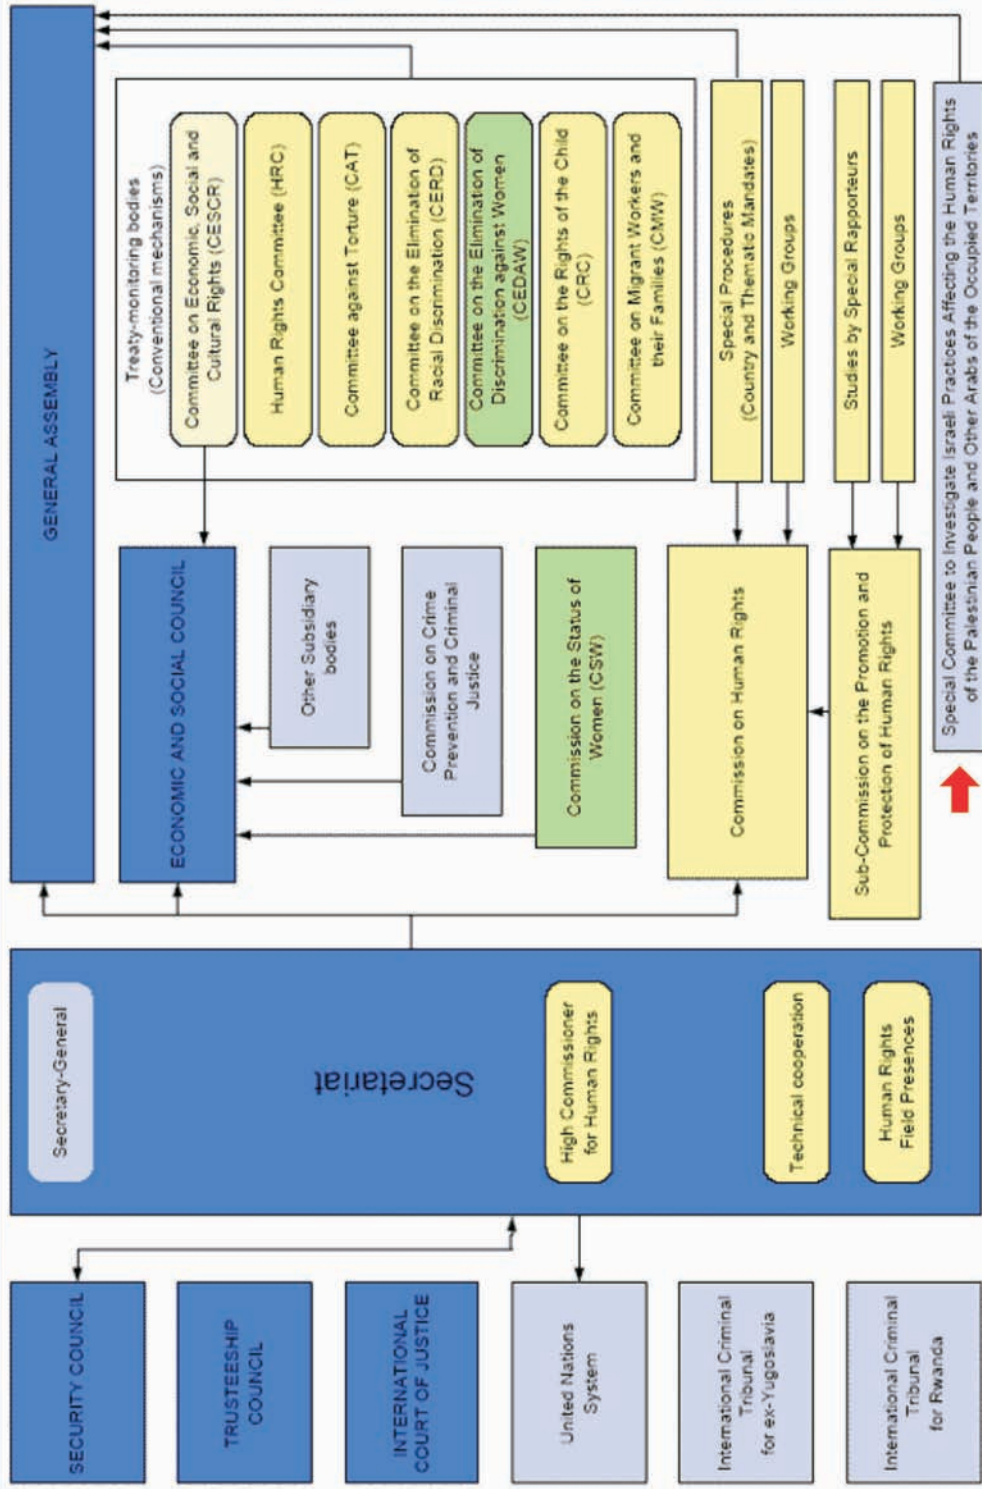 GENERAL ASSEMBLY
Treaty-monitoring bodies
(Conventional mechanisms)
Committee on Economic, Social and
Cultural Rights (CESCR)
Human Rights Committee (HRC)
Committee against Torture (CAT)
Committee on the Elimination of
Racial Discrimination (CERD)
Committee on the Elimination of
Discrimination against Women
(CEDAW)
Committee on the Rights of the Child
(CRC)
Committee on Migrant Workers and
their Families (CMW)
Special Procedures
(Country and Thematic Mandates)
Working Groups
Studies by Special Rapporteurs
Working Groups
Special Committee to Investigate Israeli Practices Affecting the Human Rights
of the Palestinian People and Other Arabs of the Occupied Territories
ECONOMIC AND SOCIAL COUNCIL
Other Subsidiary
bodies
Commission on Crime
Prevention and Criminal
Justice
Commission on the Status of
Women (CSW)
Commission on Human Rights
Sub-Commission on the Promotion and
Protection of Human Rights
Secretary-General
Secretariat
High Commissioner
for Human Rights
Technical cooperation
Human Rights
Field Presences
SECURITY COUNCIL
TRUSTEESHIP
COUNCIL
INTERNATIONAL
COURT OF JUSTICE
United Nations
System
International Criminal
Tribunal
for ex-Yugoslavia
International Criminal
Tribunal
for Rwanda